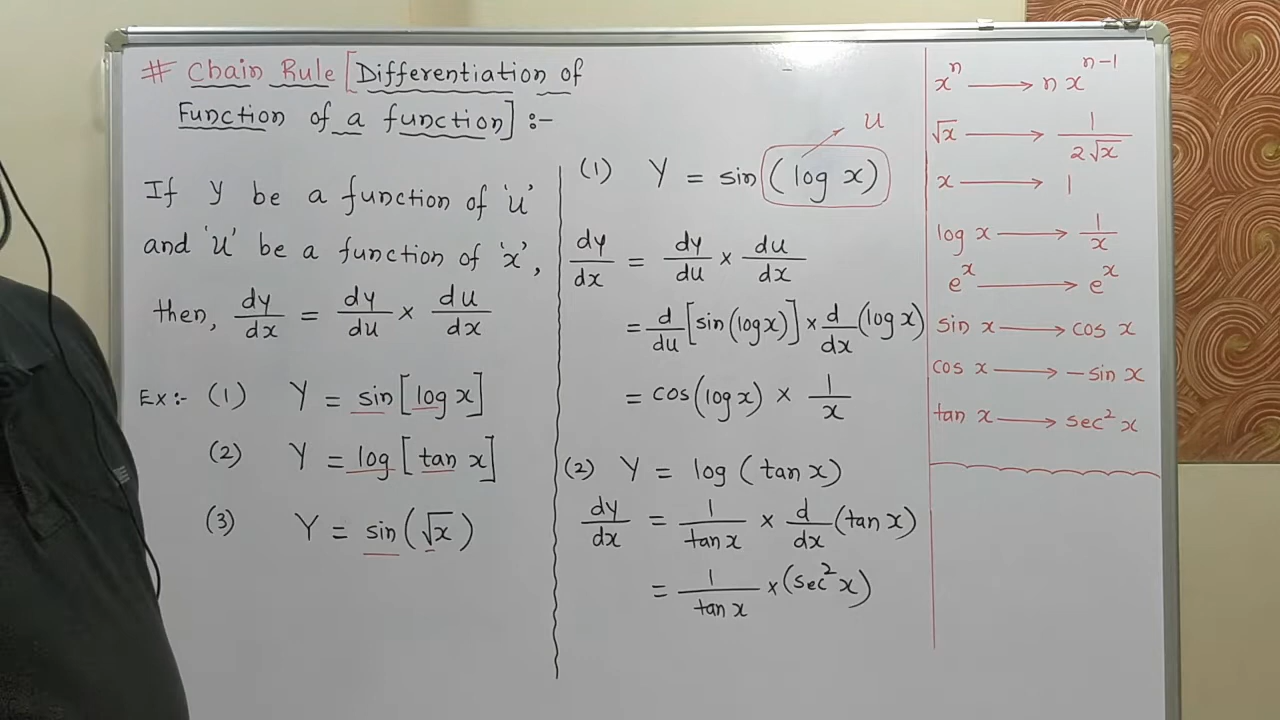 # Chain Rule [Differentiation of
Function of a function] :-
If y be a function of 'u'
and 'u' be a function of 'x',
then, dy/dx = dy/du × du/dx
Ex:- (1) Y = sin[log x]
(2) Y = log[tan x]
(3) Y = sin(√x)
u
(1) Y = sin(log x)
dy/dx = dy/du × du/dx
= d/du [sin(log x)] × d/dx (log x)
= cos(log x) × 1/x
(2) Y = log(tan x)
dy/dx = 1/tan x × d/dx (tan x)
= 1/tan x × (sec² x)
xⁿ → n xⁿ⁻¹
√x → 1/2√x
x → 1
log x → 1/x
eˣ → eˣ
sin x → cos x
cos x → -sin x
tan x → sec² x